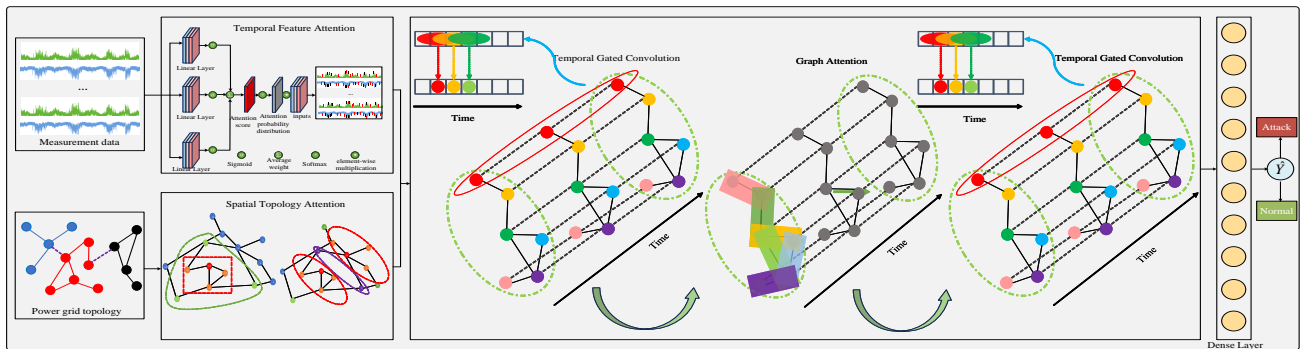 Temporal Feature Attention
Linear Layer
Linear Layer
Linear Layer
Attention
score
Attention
probability
distribution
inputs
Sigmoid
Average
weight
Softmax
element-wise
multiplication
...
Measurement data
Spatial Topology Attention
Power grid topology
Temporal Gated Convolution
Time
Time
Graph Attention
Time
Temporal Gated Convolution
Time
Time
Dense Layer
Attack
Ŷ
Normal